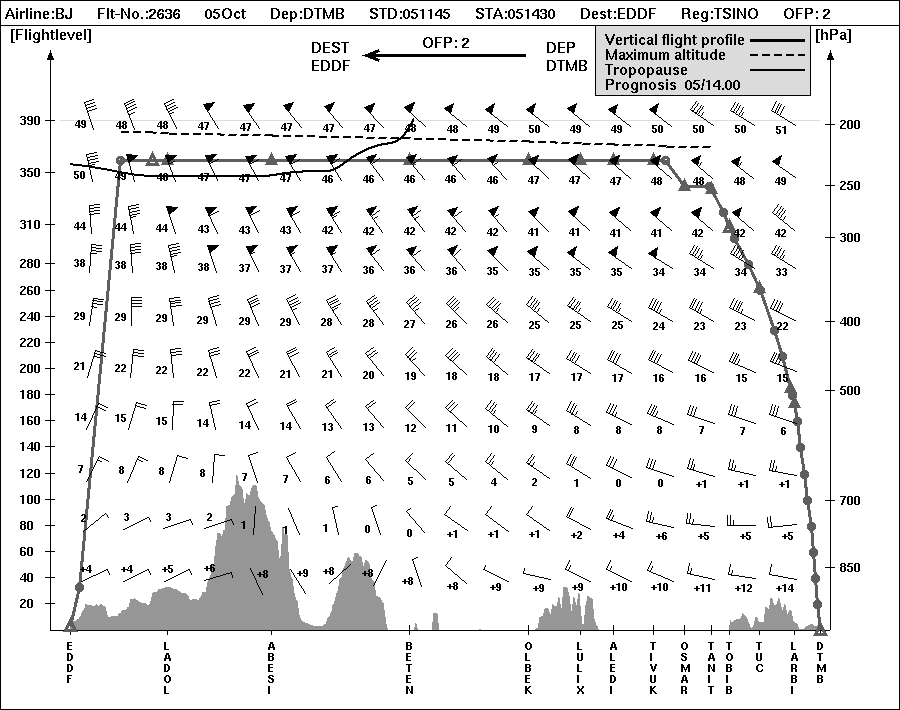 Airline:BJ Flt-No.:2636 05Oct Dep:DTMB STD:051145 STA:051430 Dest:EDDF Reg:TSINO OFP: 2
[Flightlevel] DEST EDDF OFP: 2 DEP DTMB [hPa]
Vertical flight profile
Maximum altitude
Tropopause
Prognosis 05/14.00
390 49 48 48 47 47 47 47 47 48 48 49 50 49 49 50 50 50 51 200
350 50 49 48 47 47 47 46 46 46 46 46 47 47 47 48 48 48 49 250
310 44 44 44 43 43 43 42 42 42 42 42 41 41 41 41 42 42 42 300
280 38 38 38 38 37 37 37 36 36 36 35 35 35 35 34 34 34 33
260
240 29 29 29 29 29 29 28 28 27 26 26 25 25 25 24 23 23 22 400
220
200 21 22 22 22 22 21 21 20 19 18 18 17 17 17 16 16 15 15 500
180
160 14 15 15 14 14 14 13 13 12 11 10 9 8 8 8 7 7 6
140
120 7 8 8 8 7 7 6 6 5 5 4 2 1 0 0 +1 +1 +1
100 700
80 2 3 3 2 1 1 1 0 0 +1 +1 +1 +2 +4 +6 +5 +5 +5
60
40 +4 +4 +5 +6 +8 +9 +8 +8 +8 +8 +9 +9 +9 +10 +10 +11 +12 +14 850
20
EDDF LADOL ABESI BETEN OLBEK LULIX ALEDI TIVUK OSMAR TANIT TOBIB TUC LARBI DTMB